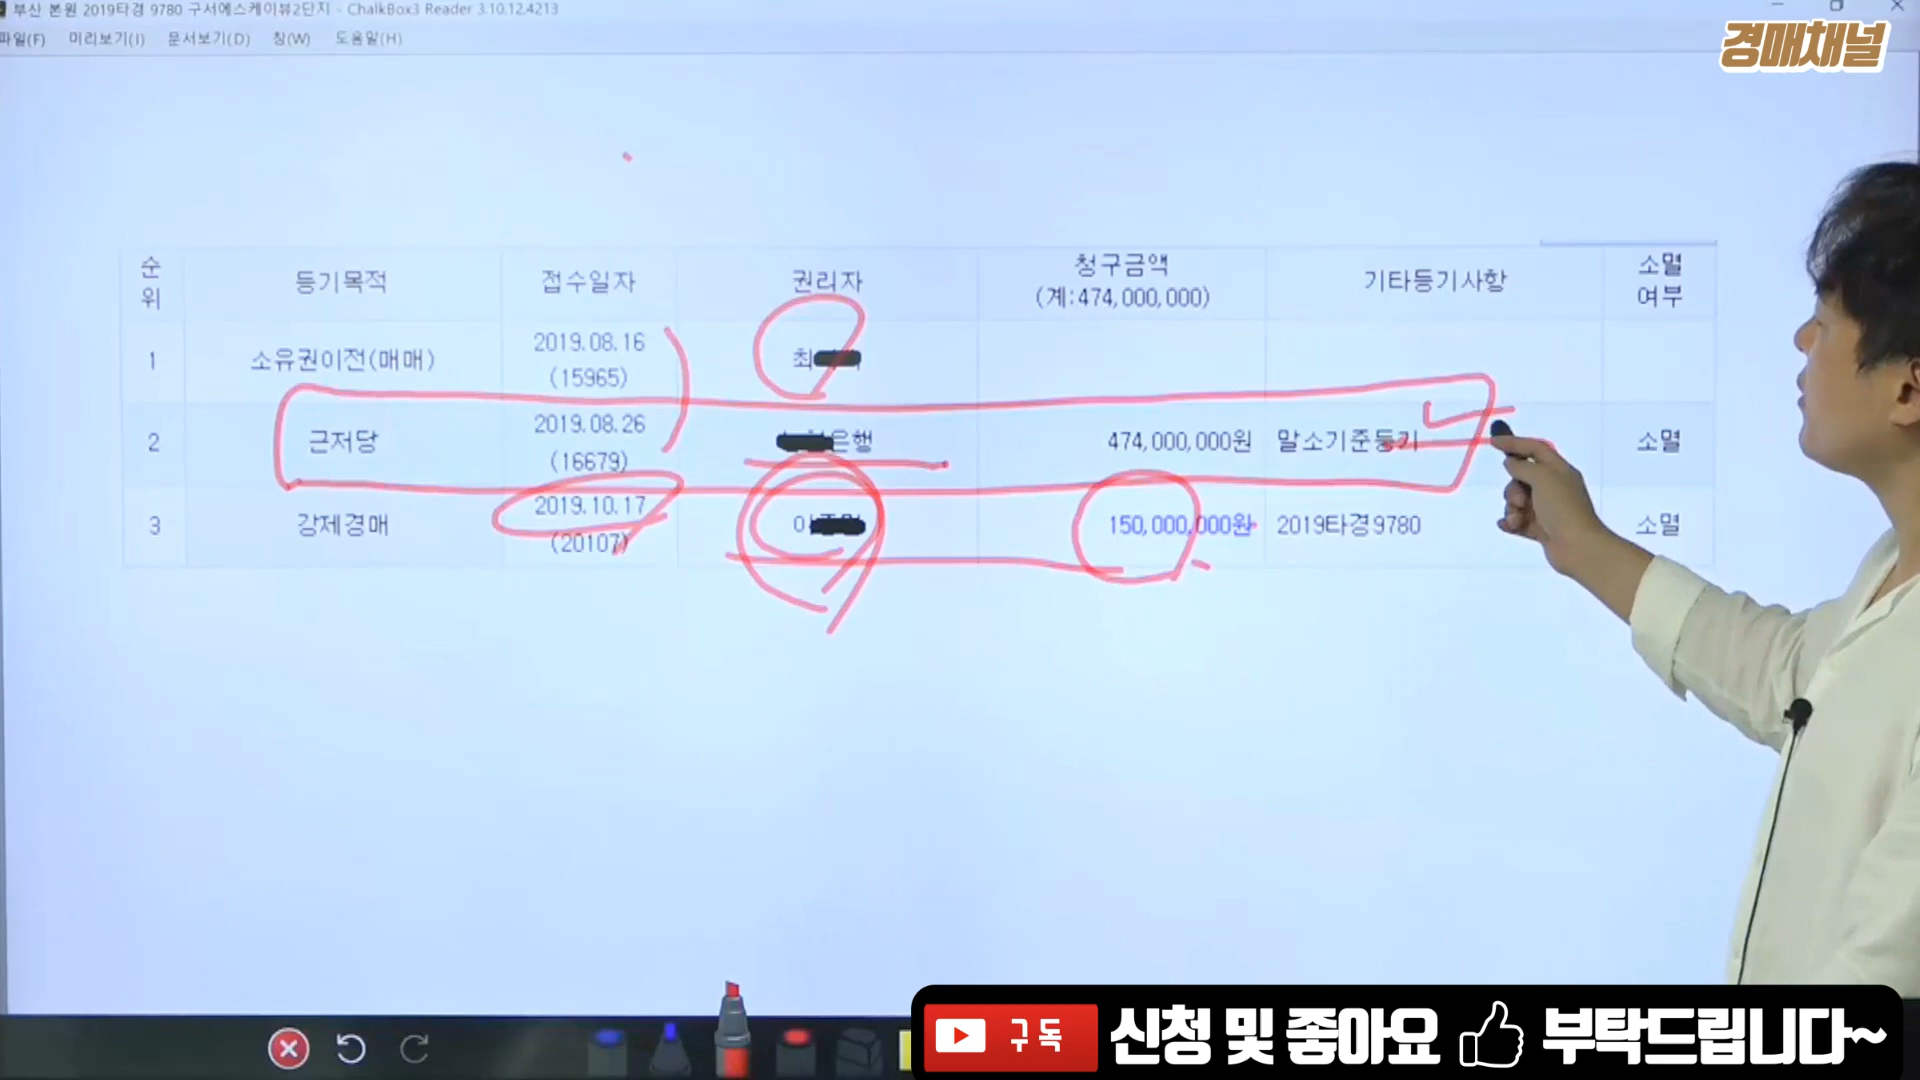 부산 본원 2019타경 9780 구서에스케이뷰2단지 - ChalkBox3 Reader 3.10.12.4213
파일(F) 미리보기(I) 문서보기(D) 창(W) 도움말(H)
경매채널
순위 등기목적 접수일자 권리자 청구금액 (계:474,000,000) 기타등기사항 소멸여부
1 소유권이전(매매) 2019.08.16 (15965) 최
2 근저당 2019.08.26 (16679) 은행 474,000,000원 말소기준등기 소멸
3 강제경매 2019.10.17 (20107) 150,000,000원 2019타경9780 소멸
구독 신청 및 좋아요 부탁드립니다~